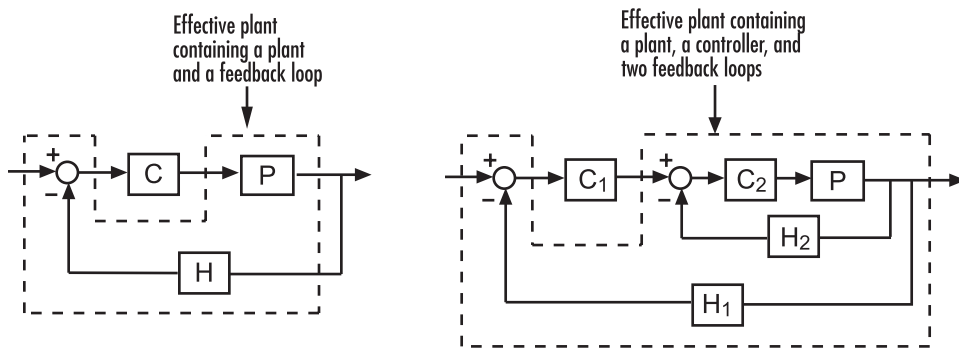 Effective plant
containing a plant
and a feedback loop
+
−
C
P
H
Effective plant containing
a plant, a controller, and
two feedback loops
+
−
C₁
+
−
C₂
P
H₂
H₁